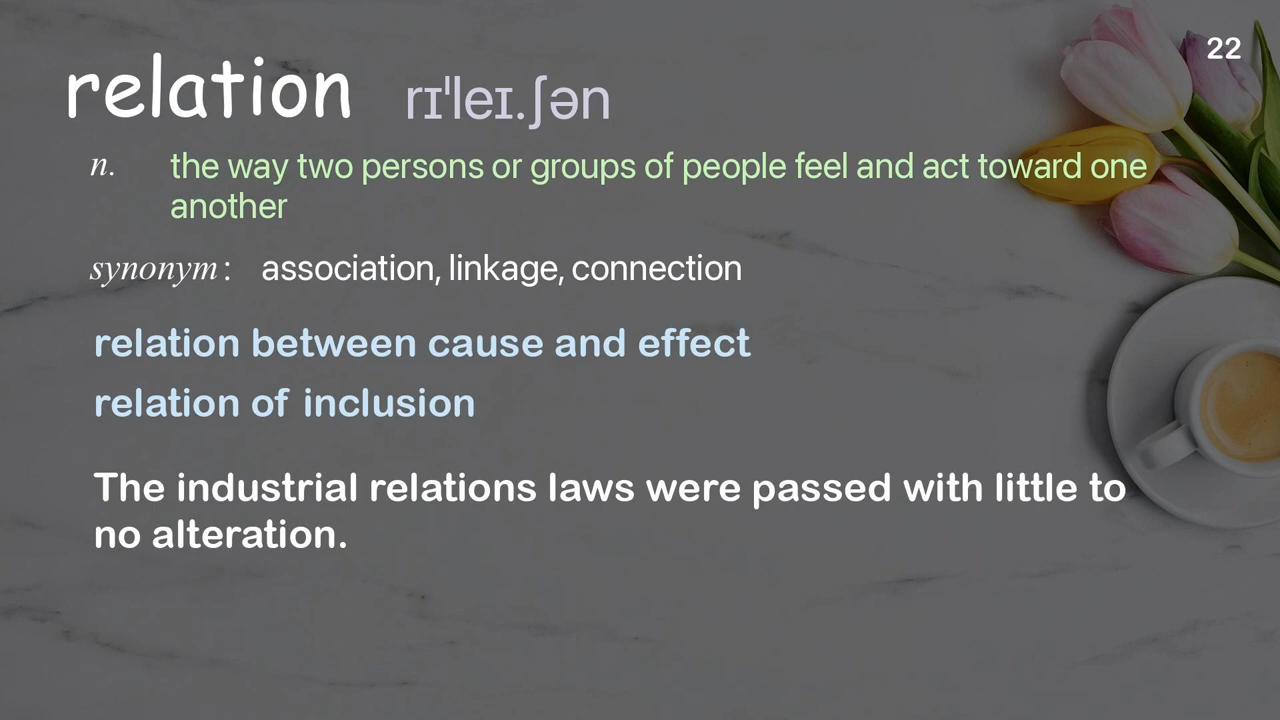 22
relation rɪˈleɪ.ʃən
n. the way two persons or groups of people feel and act toward one
another
synonym: association, linkage, connection
relation between cause and effect
relation of inclusion
The industrial relations laws were passed with little to
no alteration.